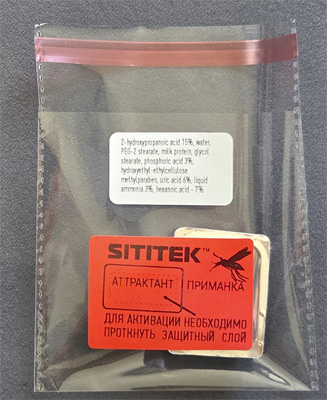 2-hydroxypropanoic acid 15%, water,
PEG-2 stearate, milk protein, glycol
stearate, phosphoric acid 3%,
hydroxyethyl-ethylcellulose
methylparaben, uric acid 6%, liquid
ammonia 3%, hexanoic acid - 7%
SITITEK™
АТТРАКТАНТ ПРИМАНКА
ДЛЯ АКТИВАЦИИ НЕОБХОДИМО
ПРОТКНУТЬ ЗАЩИТНЫЙ СЛОЙ